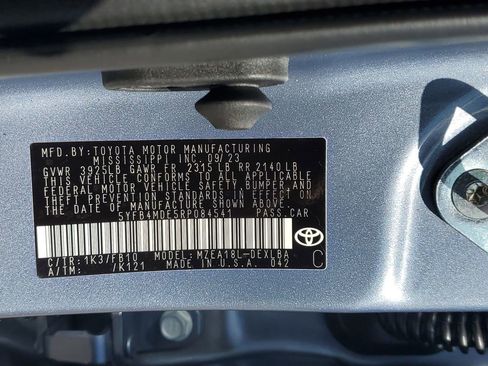 MFD.BY: TOYOTA MOTOR MANUFACTURING
MISSISSIPPI INC. 09/23
GVWR 3925LB GAWR FR 2315 LB RR 2140 LB
THIS VEHICLE CONFORMS TO ALL APPLICABLE
FEDERAL MOTOR VEHICLE SAFETY, BUMPER, AND
THEFT PREVENTION STANDARDS IN EFFECT ON
THE DATE OF MANUFACTURE SHOWN ABOVE.
5YFB4MDE5RP084541 PASS.CAR
C/TR: 1K3/FB10 MODEL: MZEA18L-DEXLBA
A/TM: /K121 MADE IN U.S.A. 042
C